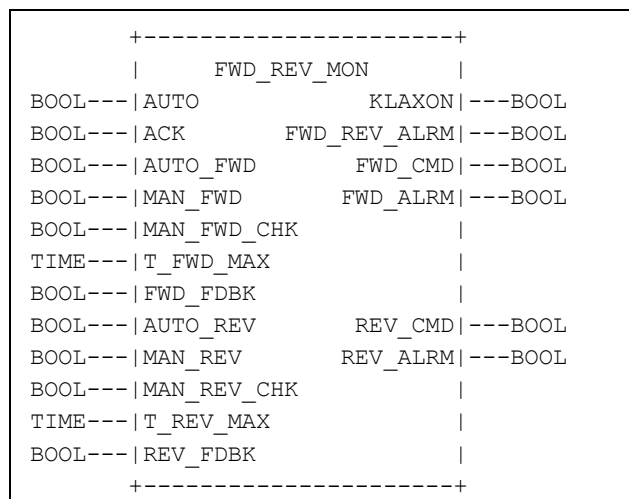 +-----------------------+
| FWD_REV_MON |
BOOL---|AUTO KLAXON|---BOOL
BOOL---|ACK FWD_REV_ALRM|---BOOL
BOOL---|AUTO_FWD FWD_CMD|---BOOL
BOOL---|MAN_FWD FWD_ALRM|---BOOL
BOOL---|MAN_FWD_CHK |
TIME---|T_FWD_MAX |
BOOL---|FWD_FDBK |
BOOL---|AUTO_REV REV_CMD|---BOOL
BOOL---|MAN_REV REV_ALRM|---BOOL
BOOL---|MAN_REV_CHK |
TIME---|T_REV_MAX |
BOOL---|REV_FDBK |
+-----------------------+